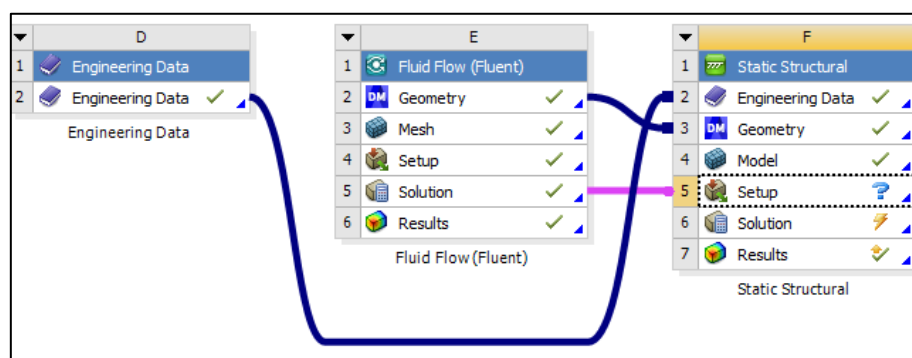 D
1 Engineering Data
2 Engineering Data
Engineering Data
E
1 Fluid Flow (Fluent)
2 DM Geometry
3 Mesh
4 Setup
5 Solution
6 Results
Fluid Flow (Fluent)
F
1 Static Structural
2 Engineering Data
3 DM Geometry
4 Model
5 Setup ?
6 Solution
7 Results
Static Structural